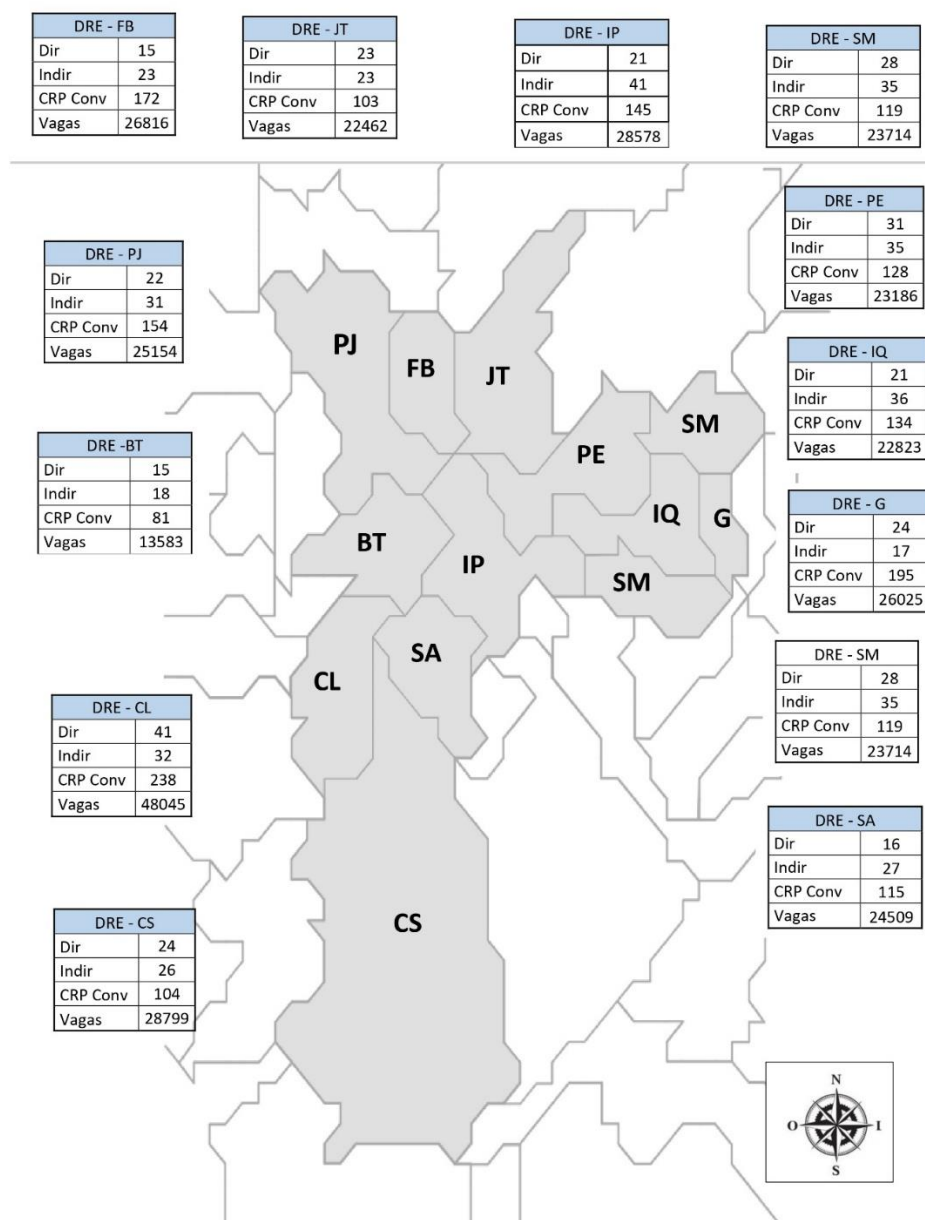 DRE - FB
Dir 15
Indir 23
CRP Conv 172
Vagas 26816
DRE - JT
Dir 23
Indir 23
CRP Conv 103
Vagas 22462
DRE - IP
Dir 21
Indir 41
CRP Conv 145
Vagas 28578
DRE - SM
Dir 28
Indir 35
CRP Conv 119
Vagas 23714
DRE - PE
Dir 31
Indir 35
CRP Conv 128
Vagas 23186
DRE - PJ
Dir 22
Indir 31
CRP Conv 154
Vagas 25154
DRE - IQ
Dir 21
Indir 36
CRP Conv 134
Vagas 22823
DRE -BT
Dir 15
Indir 18
CRP Conv 81
Vagas 13583
DRE - G
Dir 24
Indir 17
CRP Conv 195
Vagas 26025
DRE - SM
Dir 28
Indir 35
CRP Conv 119
Vagas 23714
DRE - CL
Dir 41
Indir 32
CRP Conv 238
Vagas 48045
DRE - SA
Dir 16
Indir 27
CRP Conv 115
Vagas 24509
DRE - CS
Dir 24
Indir 26
CRP Conv 104
Vagas 28799
PJ
FB
JT
SM
PE
IQ
G
BT
IP
SM
SA
CL
CS
N
O I
S